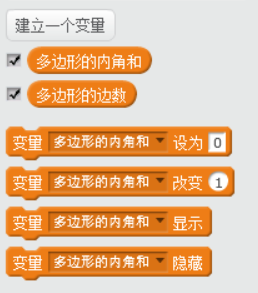 建立一个变量
多边形的内角和
多边形的边数
变量 多边形的内角和 设为 0
变量 多边形的内角和 改变 1
变量 多边形的内角和 显示
变量 多边形的内角和 隐藏